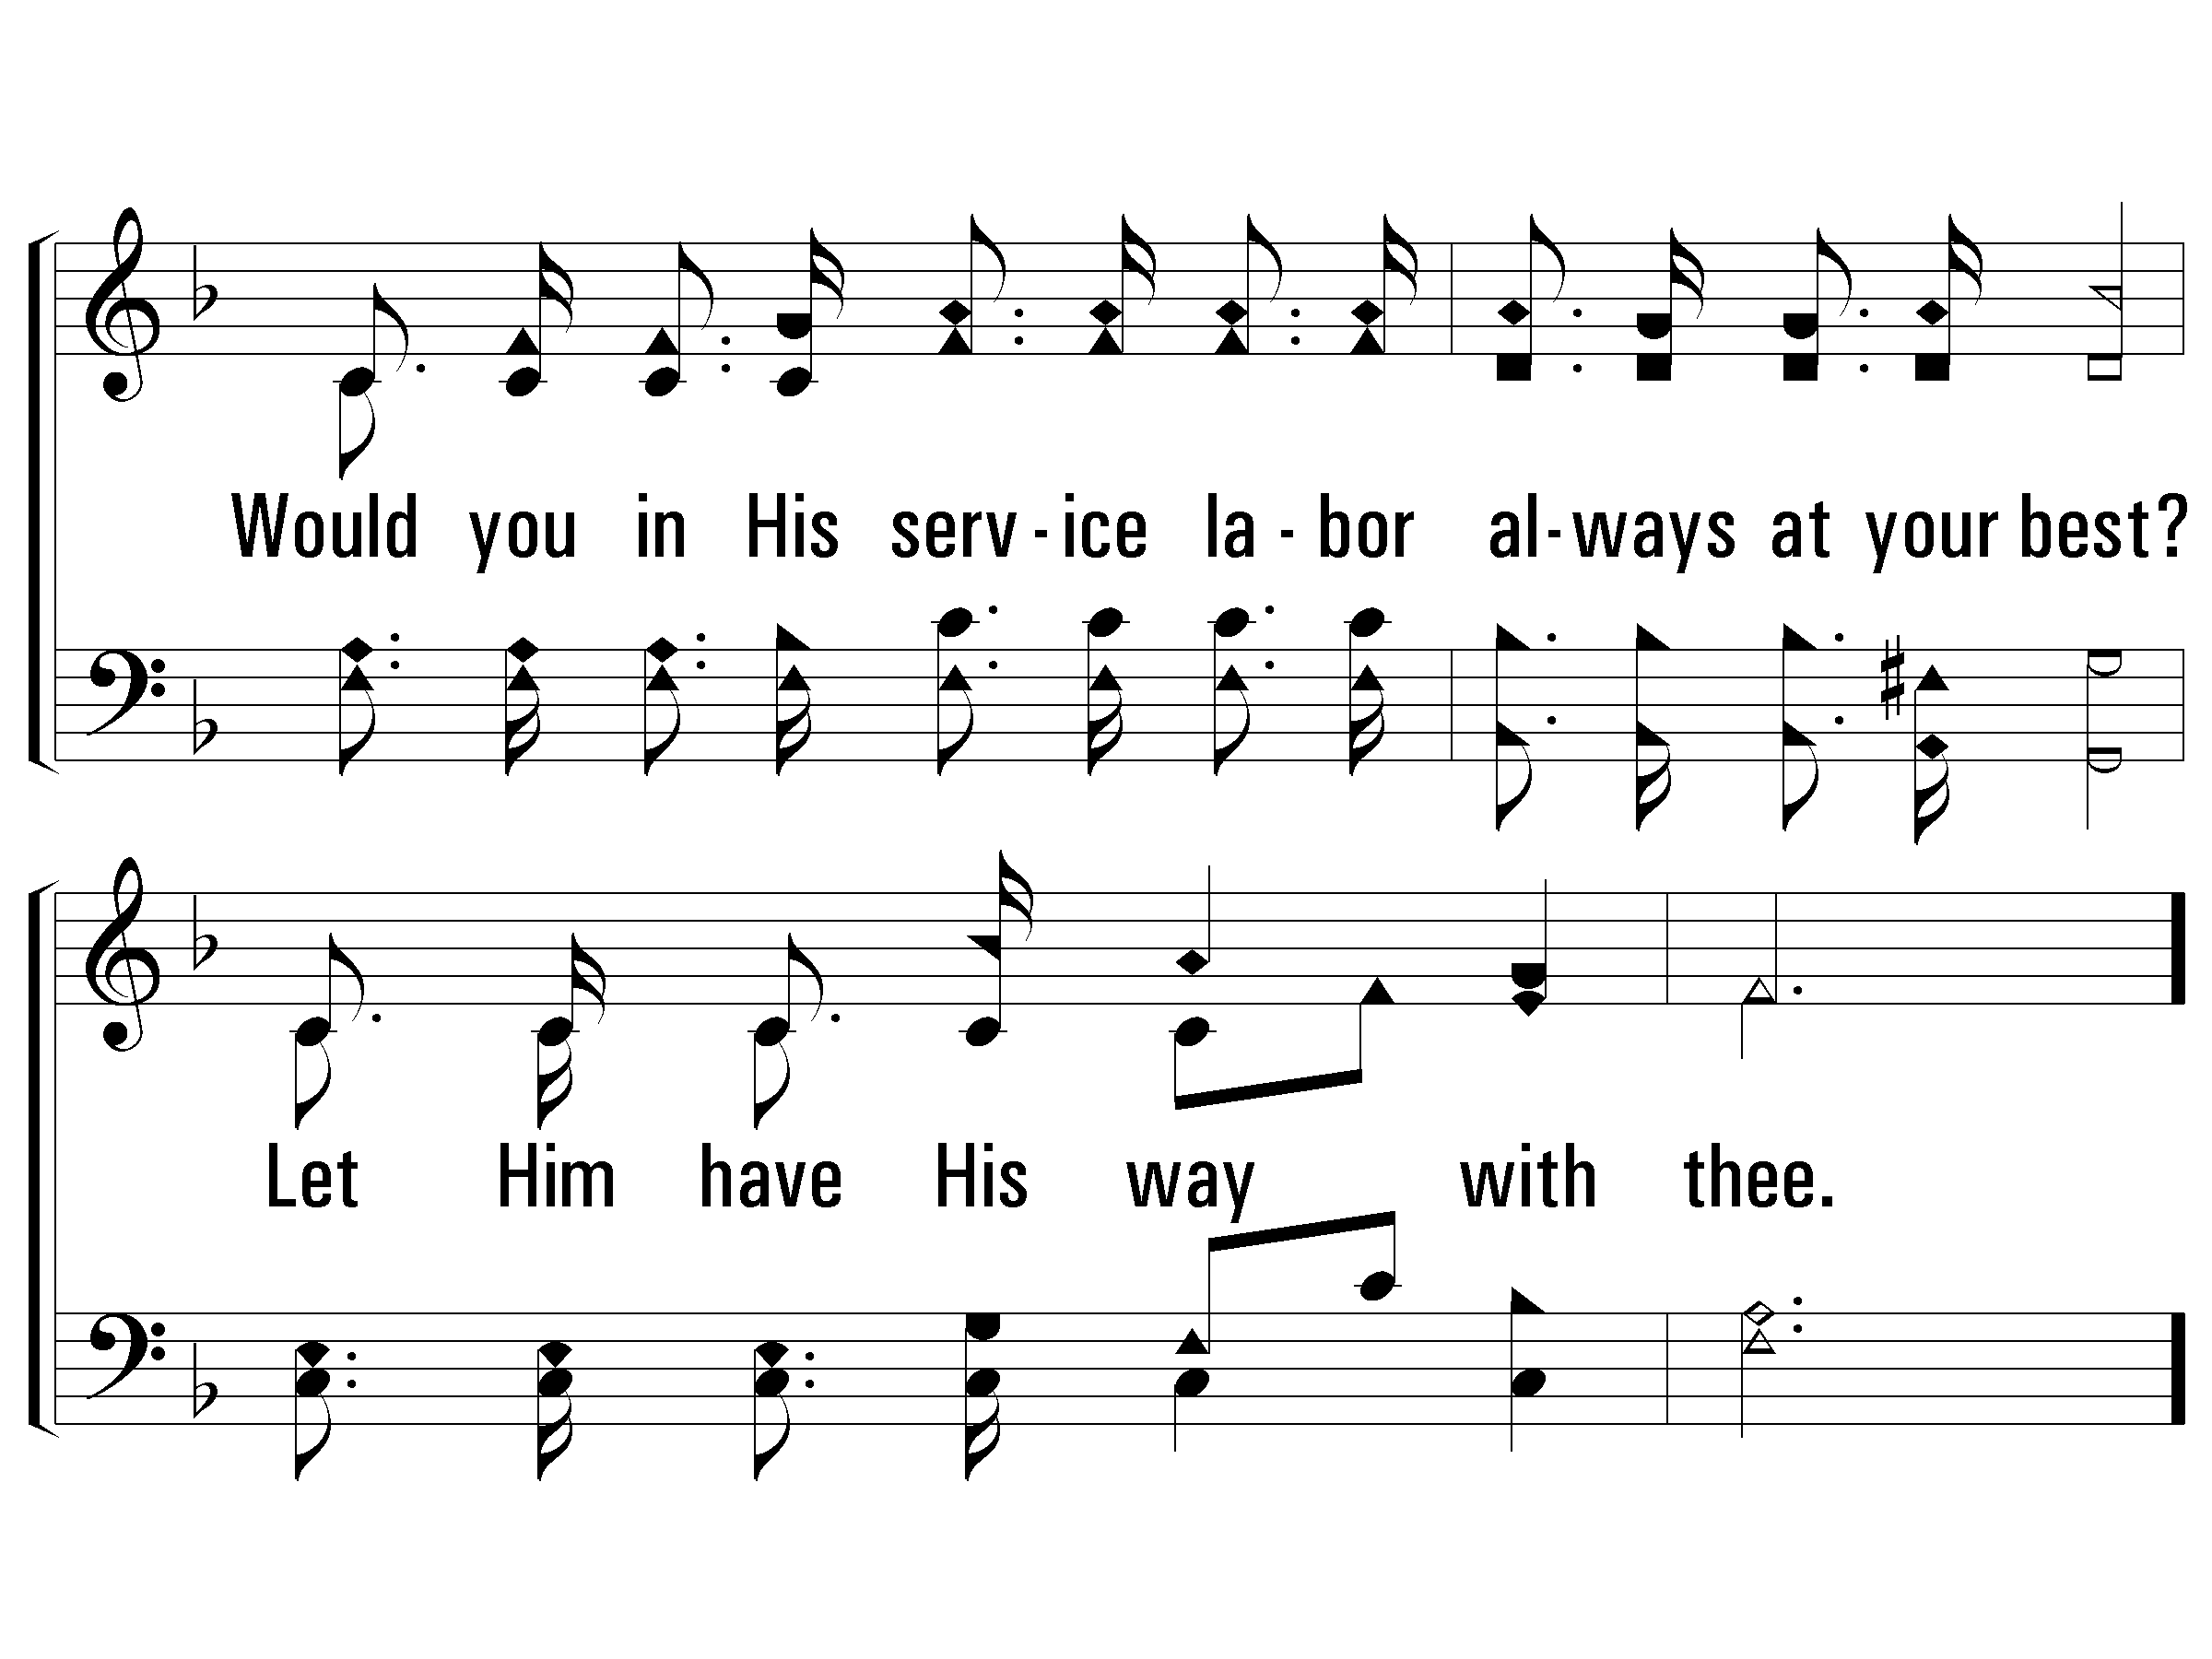 Would you in His serv - ice la - bor al - ways at your best?
Let Him have His way with thee.